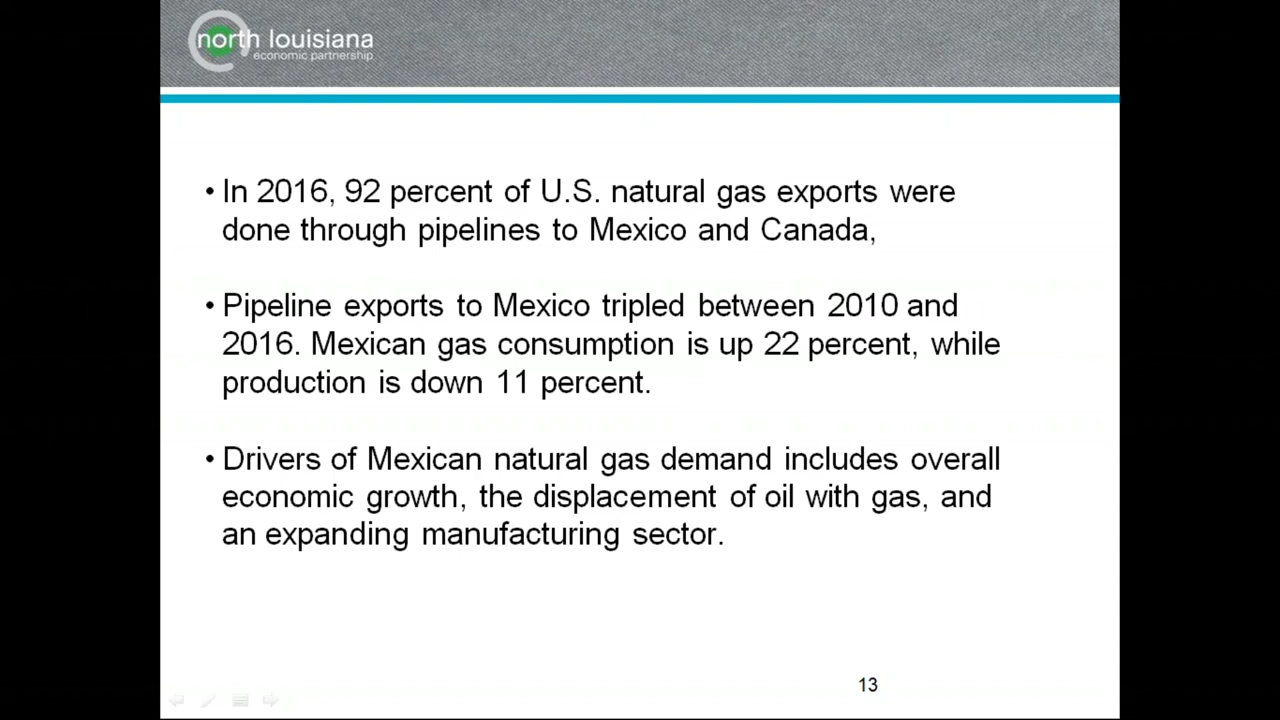 north louisiana
economic partnership
• In 2016, 92 percent of U.S. natural gas exports were
done through pipelines to Mexico and Canada,
• Pipeline exports to Mexico tripled between 2010 and
2016. Mexican gas consumption is up 22 percent, while
production is down 11 percent.
• Drivers of Mexican natural gas demand includes overall
economic growth, the displacement of oil with gas, and
an expanding manufacturing sector.
13